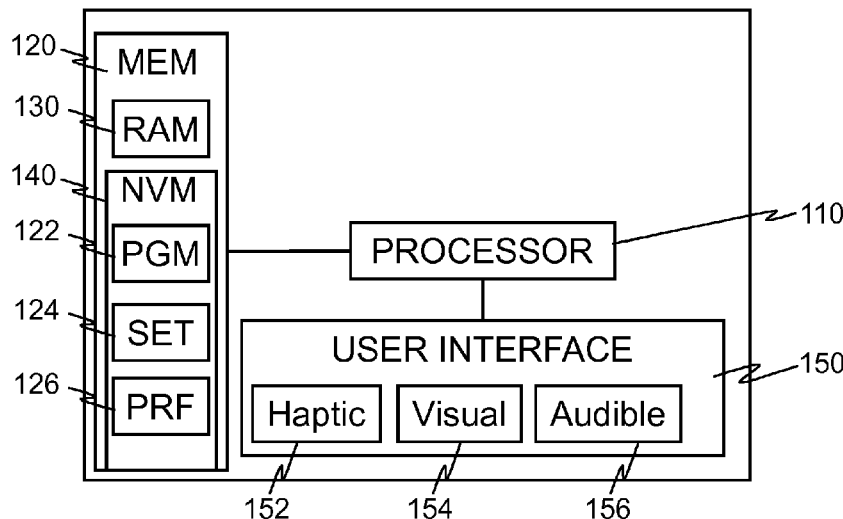 120
MEM
130
RAM
140
NVM
122
PGM
110
PROCESSOR
124
SET
USER INTERFACE
150
126
PRF
Haptic
Visual
Audible
152
154
156